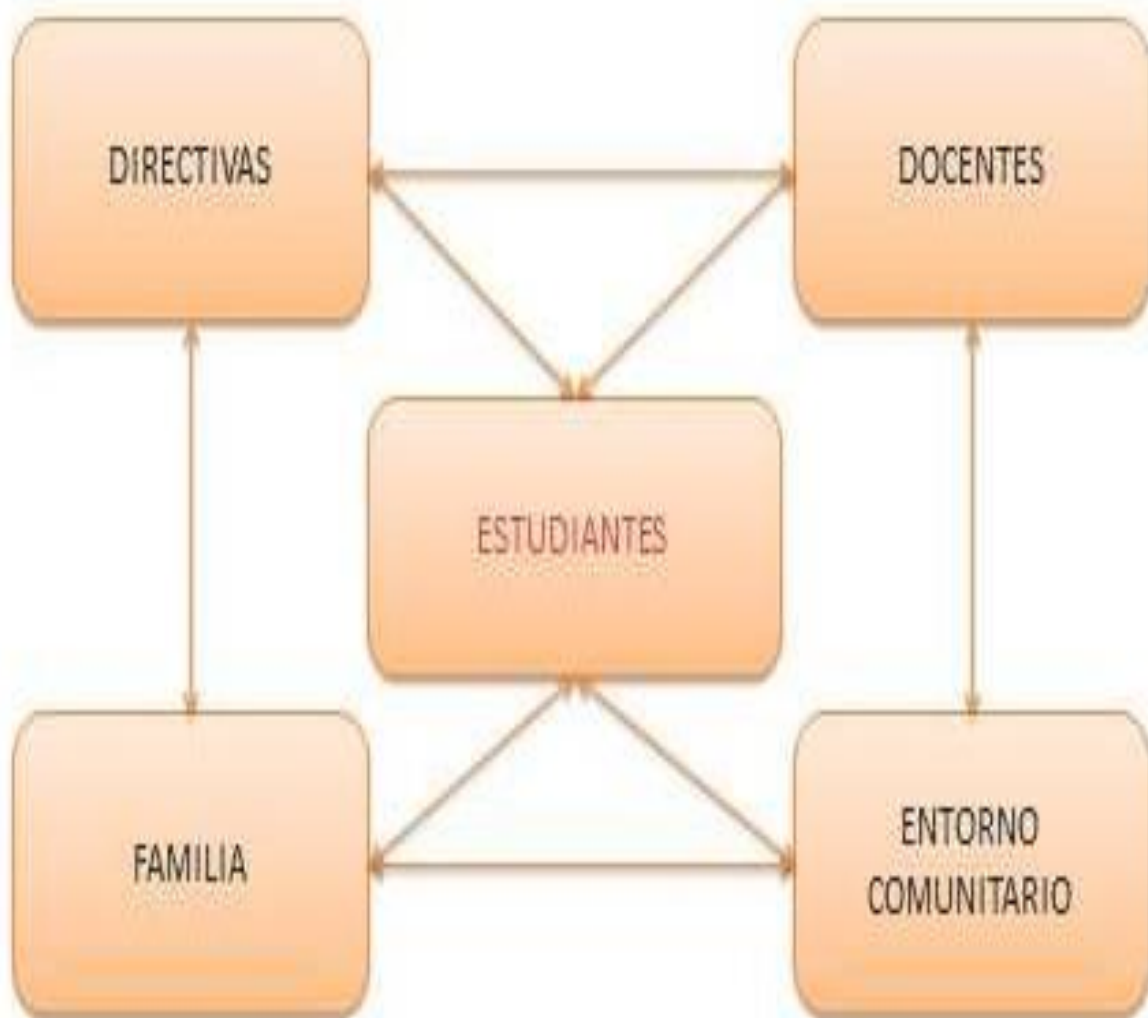 DIRECTIVAS
DOCENTES
ESTUDIANTES
FAMILIA
ENTORNO
COMUNITARIO